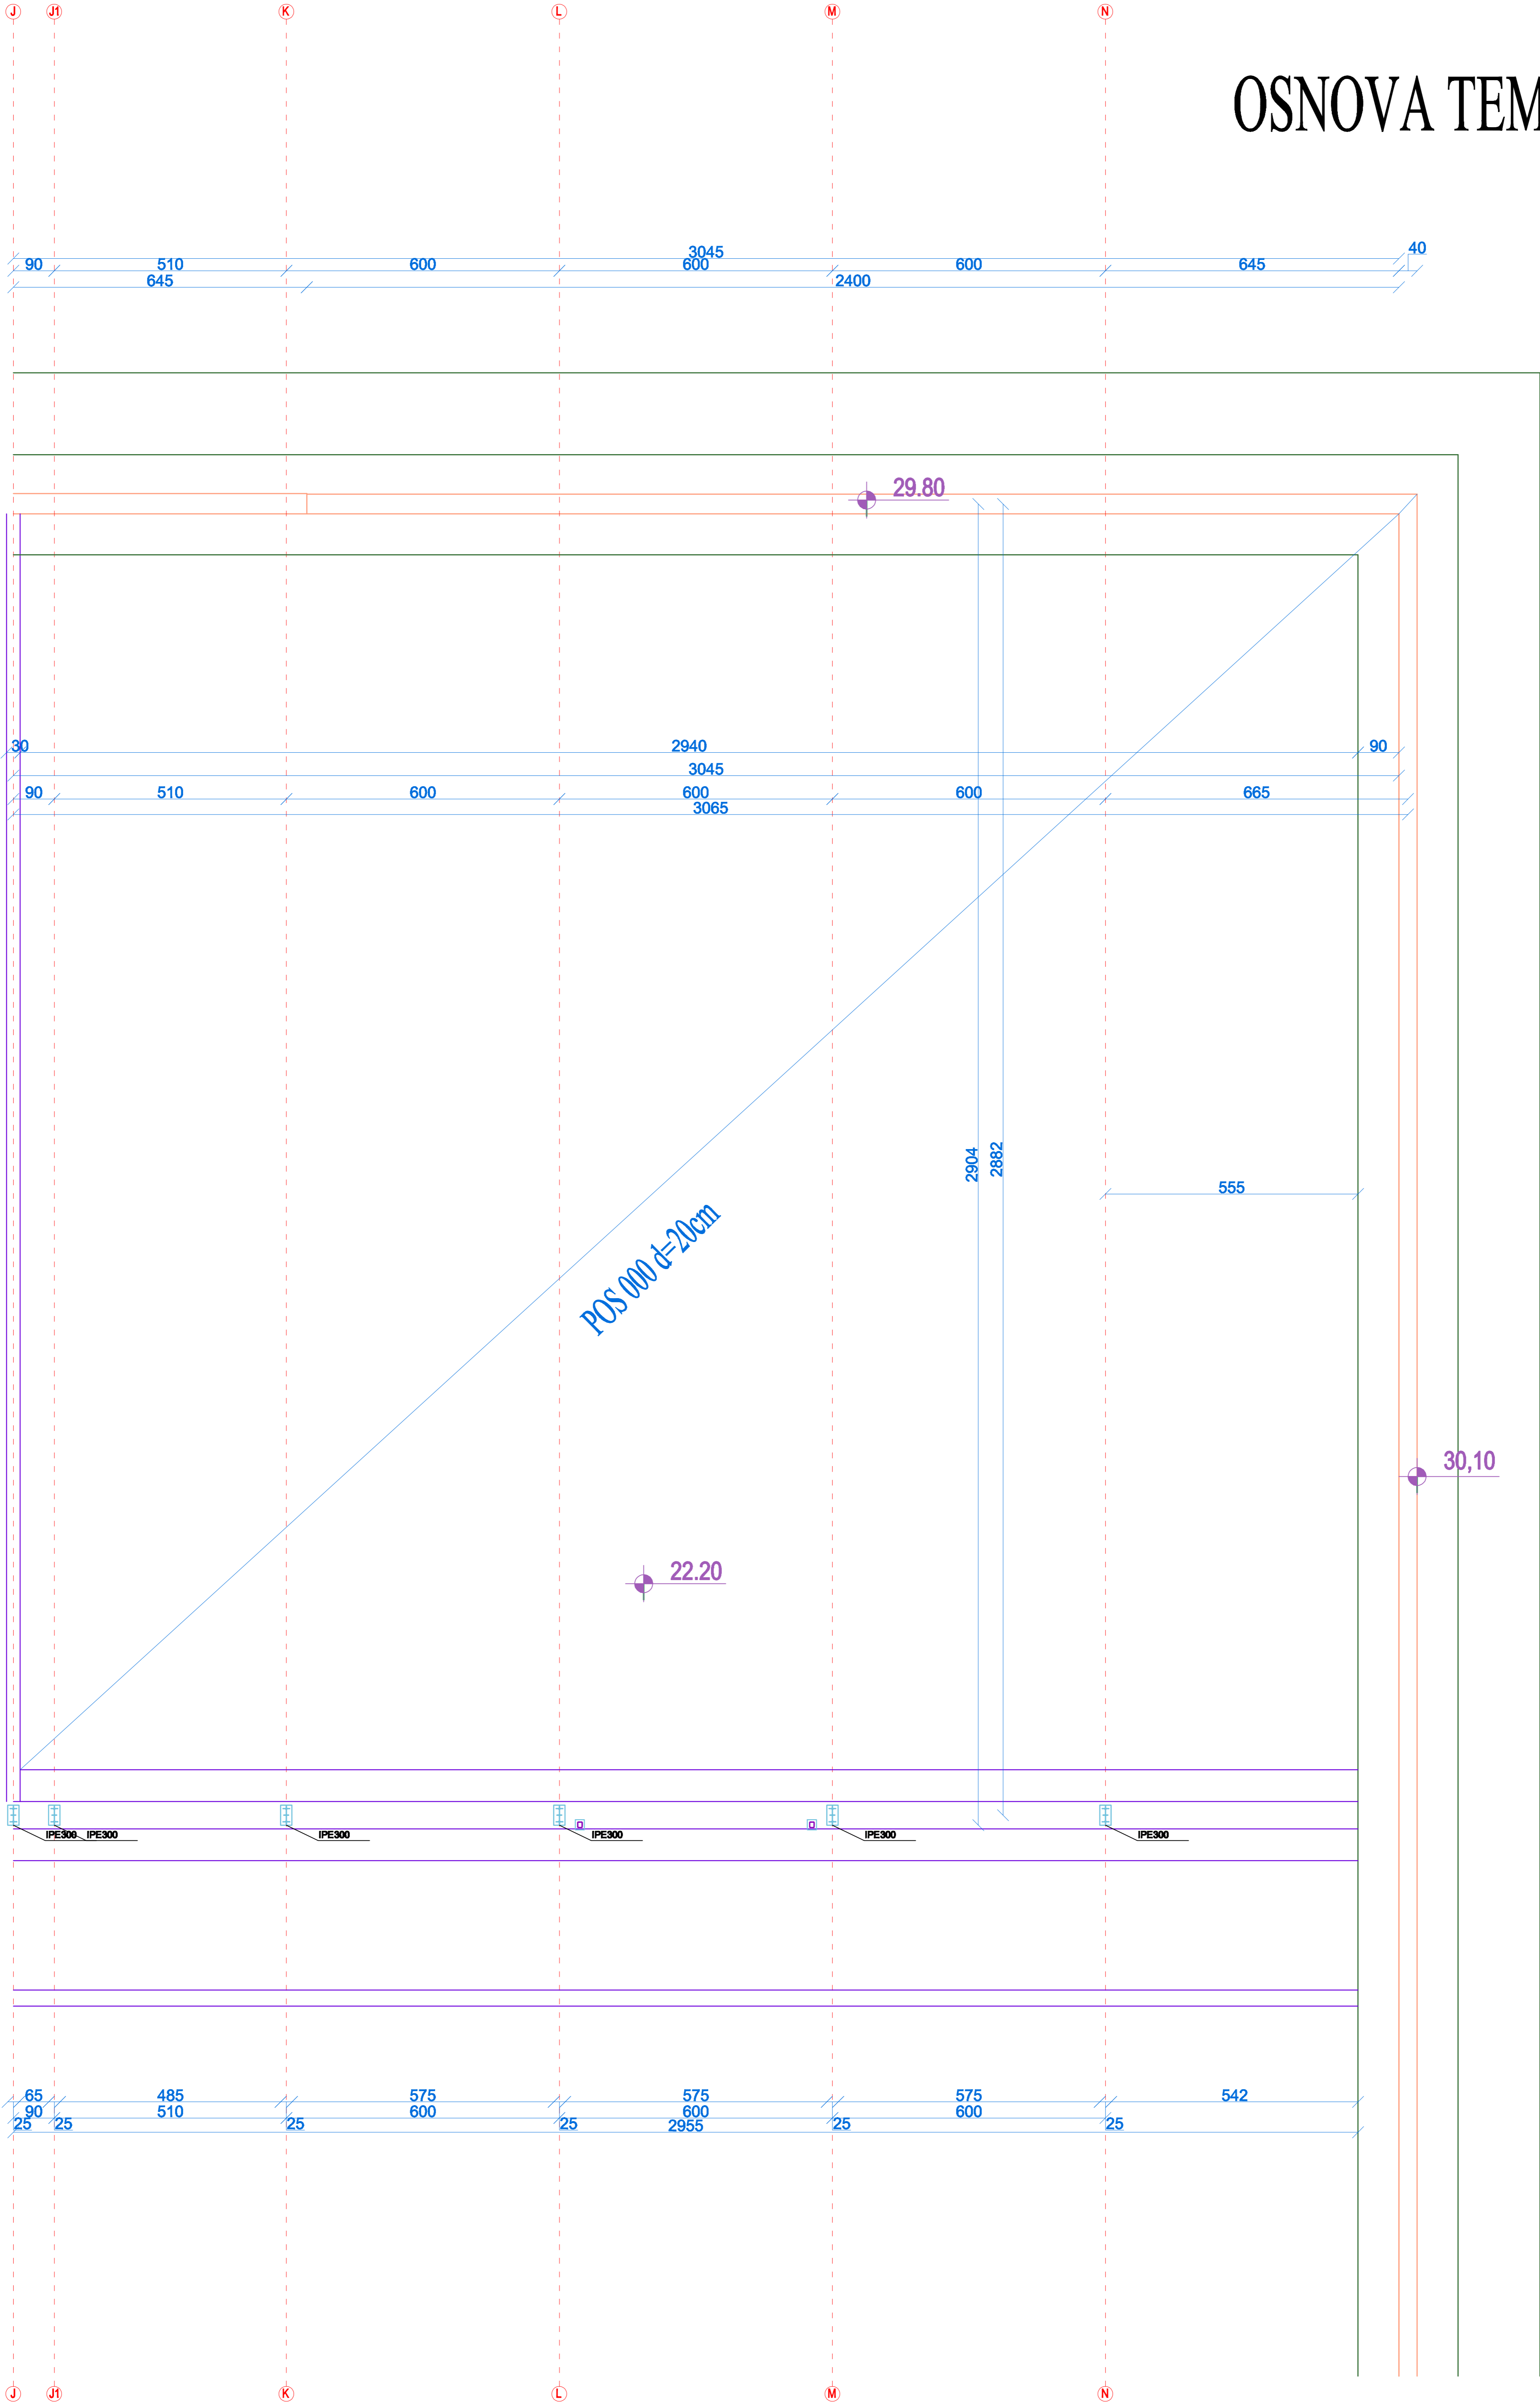 J J1 K L M N
OSNOVA TEM
3045 40
90 510 600 600 600 645
645 2400
29.80
30 2940 90
3045
90 510 600 600 600 665
3065
2904 2882
555
POS 000 d=20cm
30,10
22.20
IPE300 IPE300 IPE300 IPE300 IPE300 IPE300
65 485 575 575 575 542
90 510 600 600 600
25 25 25 25 25 25
2955
J J1 K L M N